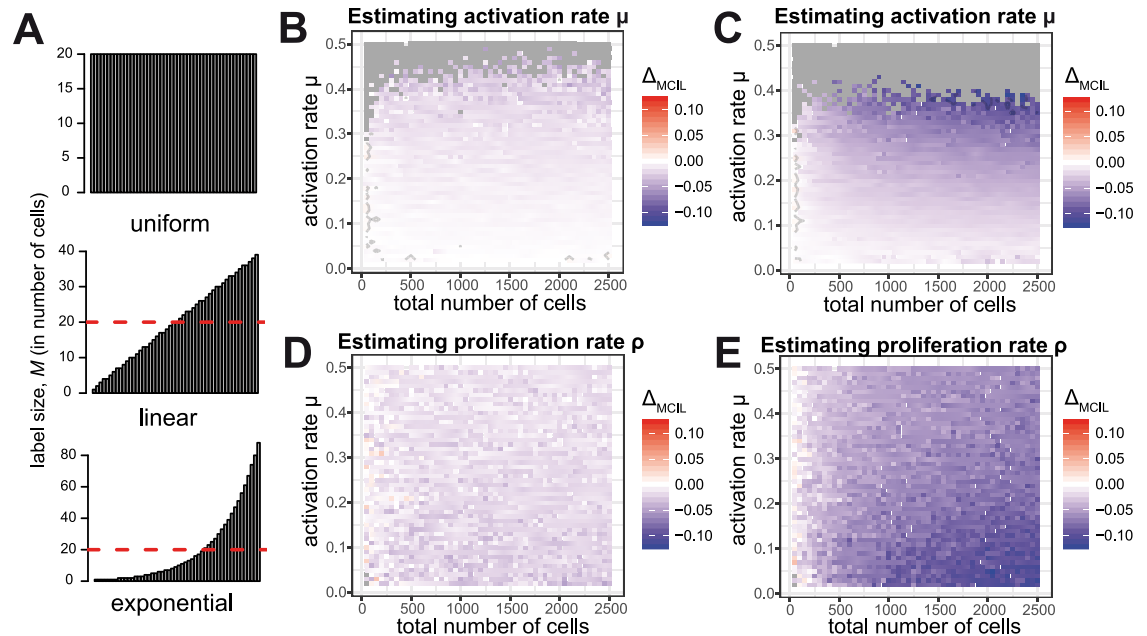 A
label size, M (in number of cells)
20
15
10
5
0
uniform
40
30
20
10
0
linear
80
60
40
20
0
exponential
B
Estimating activation rate μ
activation rate μ
0.5
0.4
0.3
0.2
0.1
0.0
0 500 1000 1500 2000 2500
total number of cells
ΔMCIL
0.10
0.05
0.00
−0.05
−0.10
C
Estimating activation rate μ
activation rate μ
0.5
0.4
0.3
0.2
0.1
0.0
0 500 1000 1500 2000 2500
total number of cells
ΔMCIL
0.10
0.05
0.00
−0.05
−0.10
D
Estimating proliferation rate ρ
activation rate μ
0.5
0.4
0.3
0.2
0.1
0.0
0 500 1000 1500 2000 2500
total number of cells
ΔMCIL
0.10
0.05
0.00
−0.05
−0.10
E
Estimating proliferation rate ρ
activation rate μ
0.5
0.4
0.3
0.2
0.1
0.0
0 500 1000 1500 2000 2500
total number of cells
ΔMCIL
0.10
0.05
0.00
−0.05
−0.10